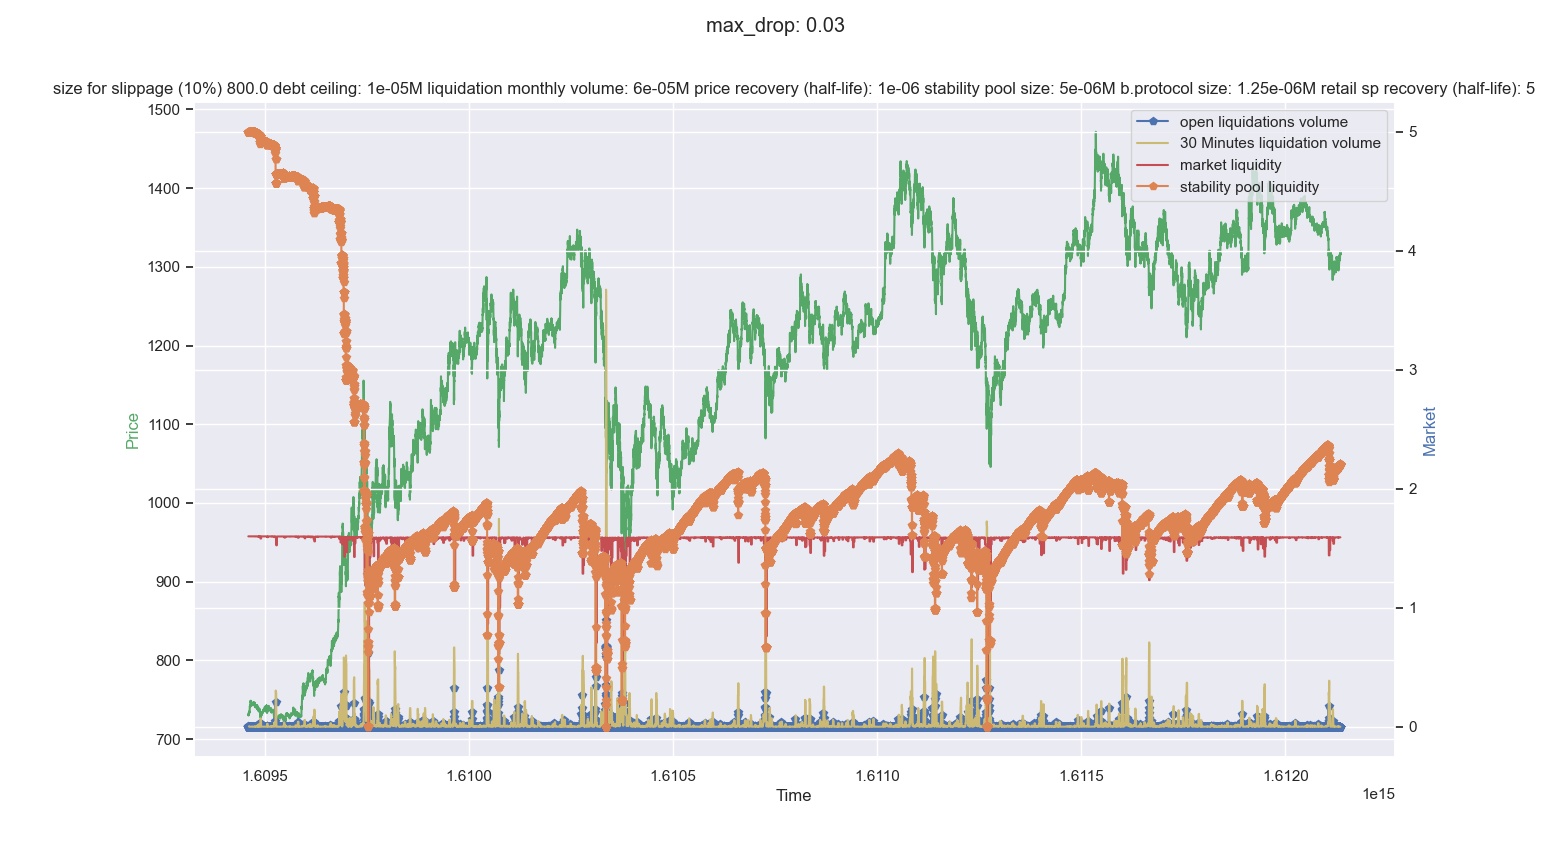 max_drop: 0.03
size for slippage (10%) 800.0 debt ceiling: 1e-05M liquidation monthly volume: 6e-05M price recovery (half-life): 1e-06 stability pool size: 5e-06M b.protocol size: 1.25e-06M retail sp recovery (half-life): 5
open liquidations volume
30 Minutes liquidation volume
market liquidity
stability pool liquidity
1500
1400
1300
1200
1100
1000
900
800
700
Price
5
4
3
2
1
0
Market
1.6095
1.6100
1.6105
1.6110
1.6115
1.6120
1e15
Time